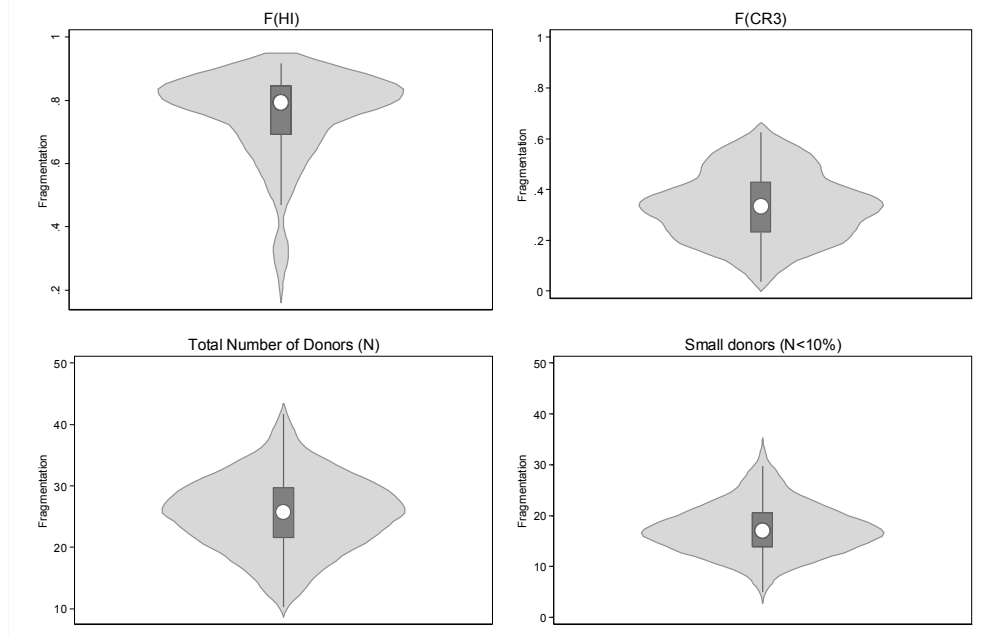 F(HI)
Fragmentation
1
.8
.6
.4
.2
F(CR3)
Fragmentation
1
.8
.6
.4
.2
0
Total Number of Donors (N)
Fragmentation
50
40
30
20
10
Small donors (N<10%)
Fragmentation
50
40
30
20
10
0